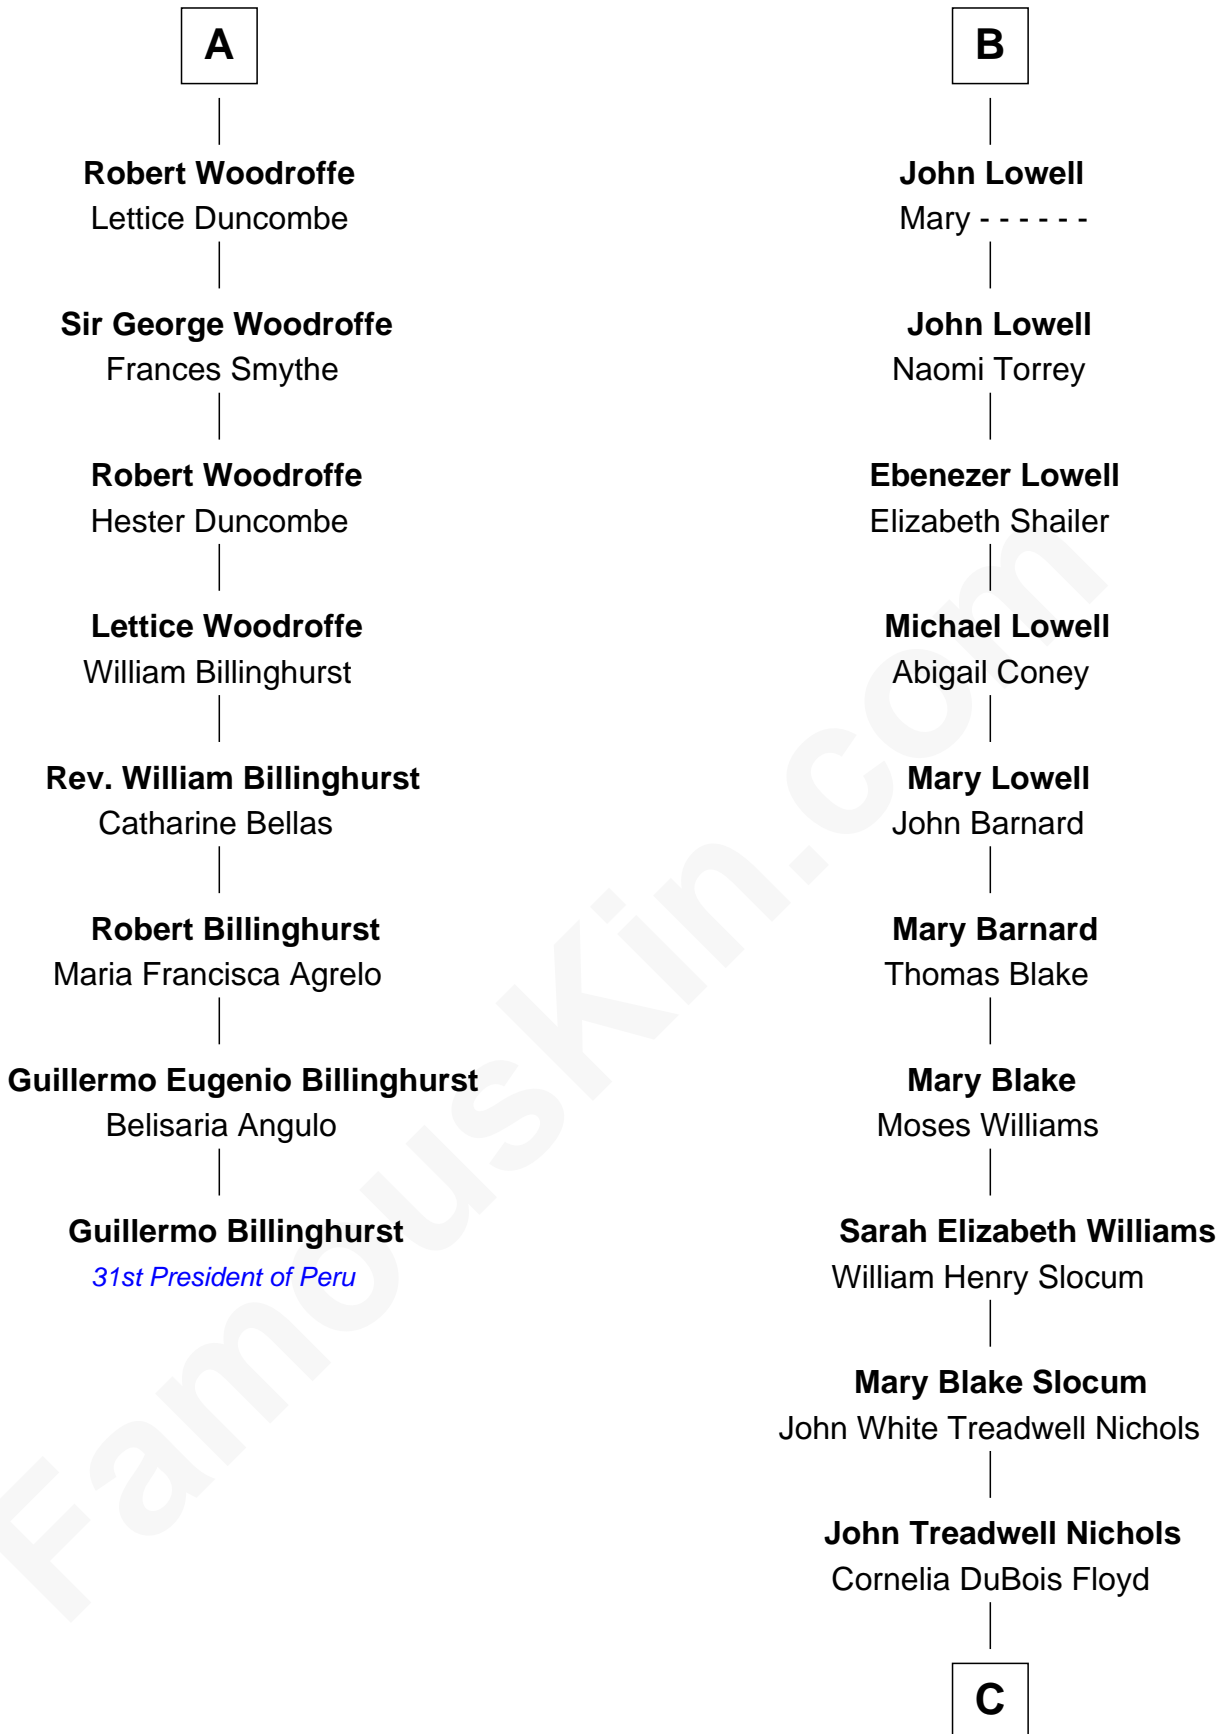 A
Robert Woodroffe
Lettice Duncombe
Sir George Woodroffe
Frances Smythe
Robert Woodroffe
Hester Duncombe
Lettice Woodroffe
William Billinghurst
Rev. William Billinghurst
Catharine Bellas
Robert Billinghurst
Maria Francisca Agrelo
Guillermo Eugenio Billinghurst
Belisaria Angulo
Guillermo Billinghurst
31st President of Peru
B
John Lowell
Mary - - - - - -
John Lowell
Naomi Torrey
Ebenezer Lowell
Elizabeth Shailer
Michael Lowell
Abigail Coney
Mary Lowell
John Barnard
Mary Barnard
Thomas Blake
Mary Blake
Moses Williams
Sarah Elizabeth Williams
William Henry Slocum
Mary Blake Slocum
John White Treadwell Nichols
John Treadwell Nichols
Cornelia DuBois Floyd
C
FamousKin.com